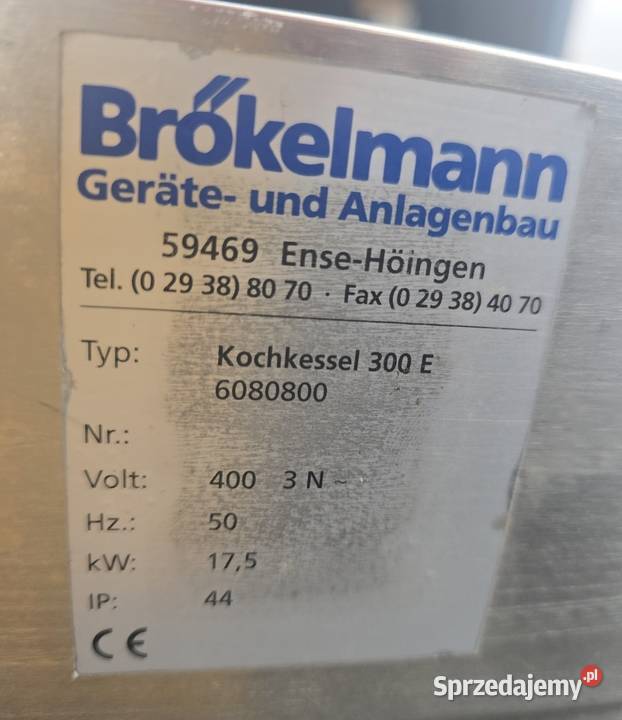 Brőkelmann
Geräte- und Anlagenbau
59469 Ense-Höingen
Tel. (0 29 38) 80 70 · Fax (0 29 38) 40 70
Typ: Kochkessel 300 E
6080800
Nr.:
Volt: 400 3 N ~
Hz.: 50
kW: 17,5
IP: 44
CE
Sprzedajemy.pl